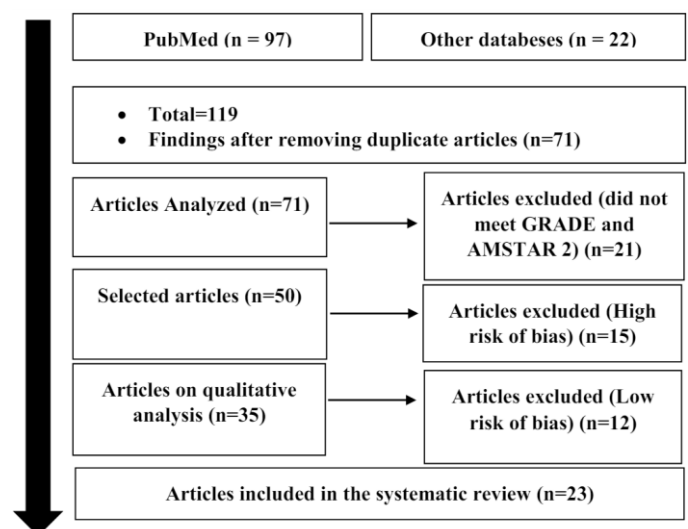 PubMed (n = 97)
Other databeses (n = 22)
• Total=119
• Findings after removing duplicate articles (n=71)
Articles Analyzed (n=71)
Articles excluded (did not
meet GRADE and
AMSTAR 2) (n=21)
Selected articles (n=50)
Articles excluded (High
risk of bias) (n=15)
Articles on qualitative
analysis (n=35)
Articles excluded (Low
risk of bias) (n=12)
Articles included in the systematic review (n=23)